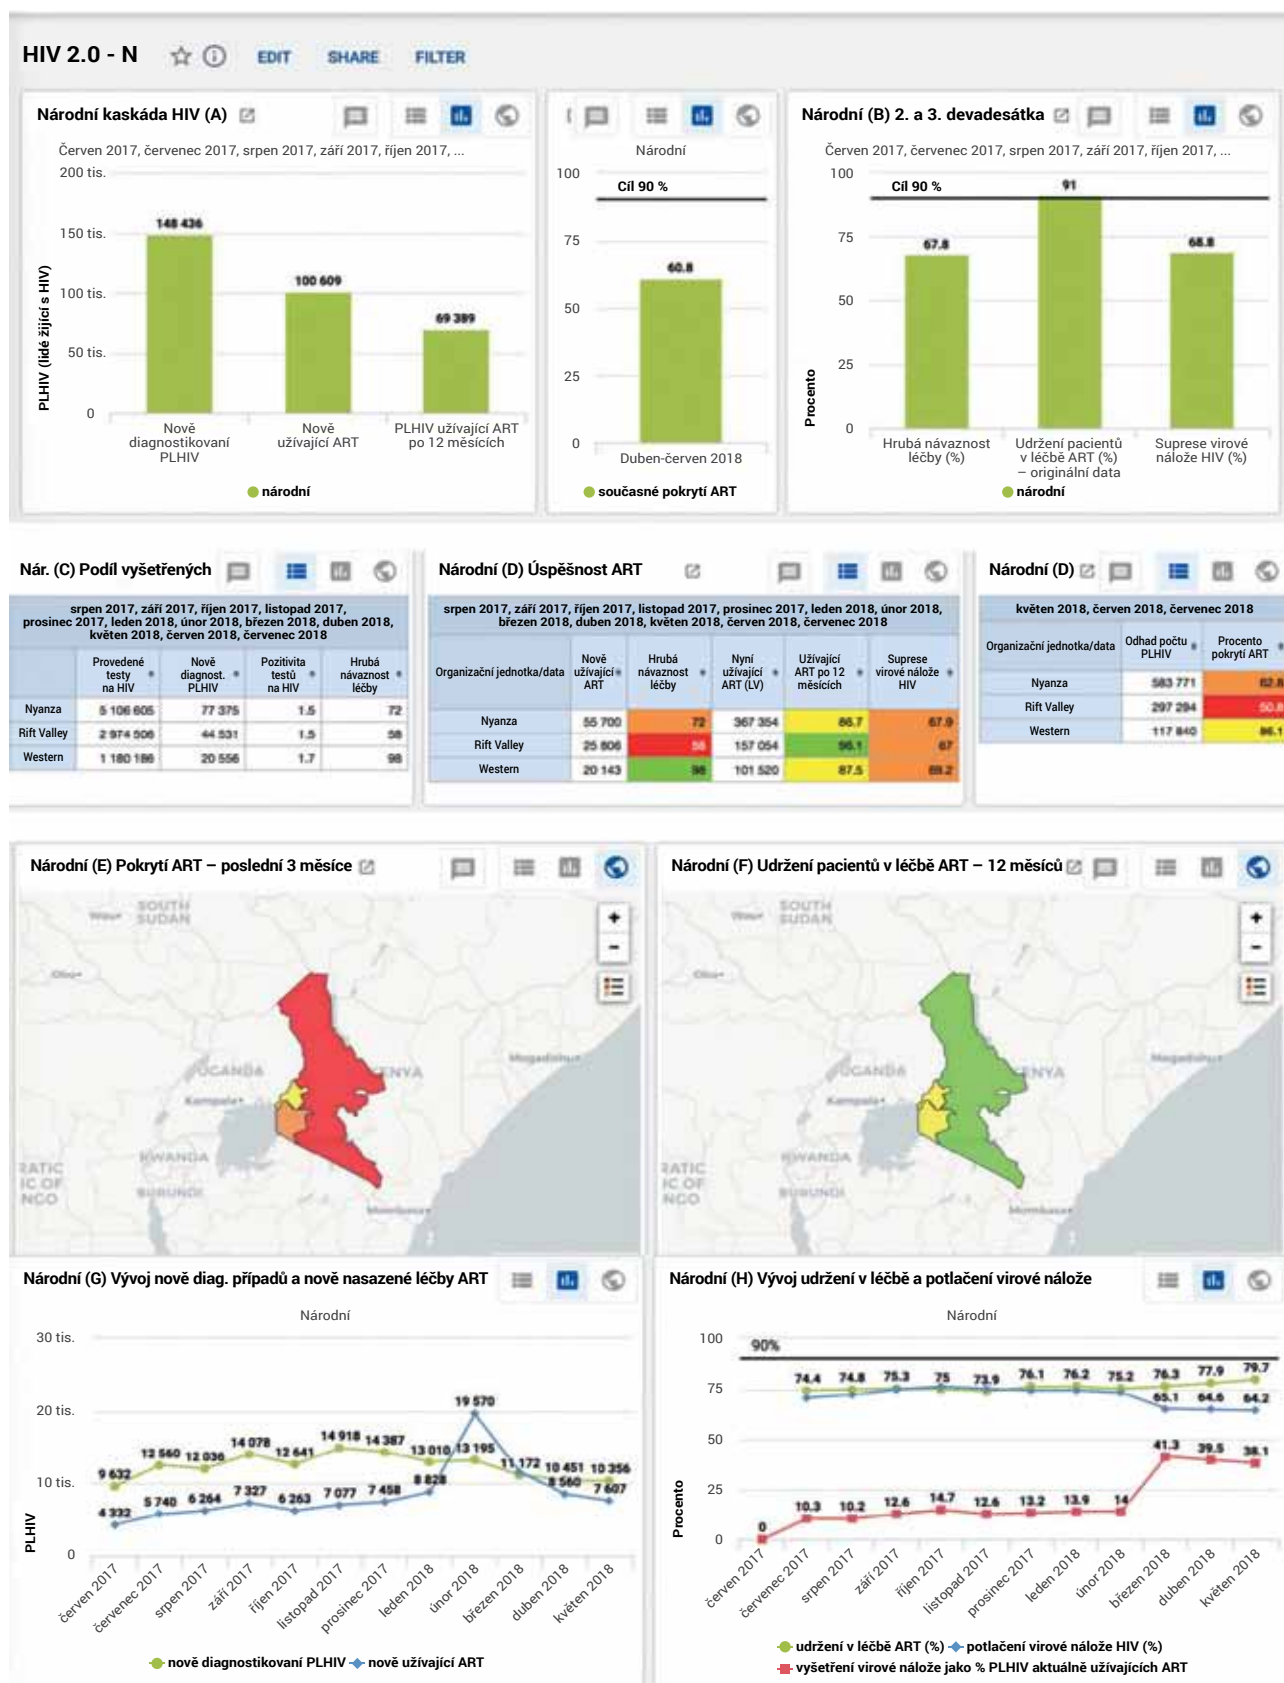 HIV 2.0 - N
EDIT SHARE FILTER
Národní kaskáda HIV (A)
Červen 2017, červenec 2017, srpen 2017, září 2017, říjen 2017, ...
200 tis.
150 tis.
100 tis.
50 tis.
0
PLHIV (lidé žijící s HIV)
148 436
100 609
69 389
Nově
diagnostikovaní
PLHIV
Nově
užívající ART
PLHIV užívající ART
po 12 měsících
národní
Národní
100
75
50
25
0
Cíl 90 %
60.8
Duben-červen 2018
současné pokrytí ART
Národní (B) 2. a 3. devadesátka
Červen 2017, červenec 2017, srpen 2017, září 2017, říjen 2017, ...
100
75
50
25
0
Procento
Cíl 90 %
67.8
91
68.8
Hrubá návaznost
léčby (%)
Udržení pacientů
v léčbě ART (%)
– originální data
Suprese virové
nálože HIV (%)
národní
Nár. (C) Podíl vyšetřených
srpen 2017, září 2017, říjen 2017, listopad 2017,
prosinec 2017, leden 2018, únor 2018, březen 2018, duben 2018,
květen 2018, červen 2018, červenec 2018
Provedené
testy
na HIV
Nově
diagnost.
PLHIV
Pozitivita
testů
na HIV
Hrubá
návaznost
léčby
Nyanza 5 106 605 77 375 1.5 72
Rift Valley 2 974 506 44 531 1.5 58
Western 1 180 186 20 556 1.7 98
Národní (D) Úspěšnost ART
srpen 2017, září 2017, říjen 2017, listopad 2017, prosinec 2017, leden 2018, únor 2018,
březen 2018, duben 2018, květen 2018, červen 2018, červenec 2018
Organizační jednotka/data
Nově
užívající
ART
Hrubá
návaznost
léčby
Nyní
užívající
ART (LV)
Užívající
ART po 12
měsících
Suprese
virové nálože
HIV
Nyanza 55 700 72 367 354 86.7 67.9
Rift Valley 25 606 58 157 054 96.1 67
Western 20 143 98 101 520 87.5 69.2
Národní (D)
květen 2018, červen 2018, červenec 2018
Organizační jednotka/data
Odhad počtu
PLHIV
Procento
pokrytí ART
Nyanza 583 771 62.8
Rift Valley 297 294 50.8
Western 117 840 86.1
Národní (E) Pokrytí ART – poslední 3 měsíce
SOUTH
SUDAN
Wau
UGANDA
KENYA
Kampala
Mogadishu
RWANDA
BURUNDI
RATIC
IC OF
NGO
Mombasa
+
-
Národní (F) Udržení pacientů v léčbě ART – 12 měsíců
SOUTH
SUDAN
Wau
UGANDA
KENYA
Kampala
Mogadishu
RWANDA
BURUNDI
RATIC
IC OF
NGO
Mombasa
+
-
Národní (G) Vývoj nově diag. případů a nově nasazené léčby ART
Národní
30 tis.
20 tis.
10 tis.
0
PLHIV
9 632 12 560 12 036 14 078 12 641 14 918 14 387 13 010 13 195 11 172 10 451 10 356
4 332 5 740 6 264 7 327 6 263 7 077 7 458 8 828 19 570 8 560 7 607
červen 2017
červenec 2017
srpen 2017
září 2017
říjen 2017
listopad 2017
prosinec 2017
leden 2018
únor 2018
březen 2018
duben 2018
květen 2018
nově diagnostikovaní PLHIV nově užívající ART
Národní (H) Vývoj udržení v léčbě a potlačení virové nálože
Národní
100
75
50
25
0
Procento
90%
74.4 74.8 75.3 75 73.9 76.1 76.2 75.2 76.3 77.9 79.7
65.1 64.6 64.2
0 10.3 10.2 12.6 14.7 12.6 13.2 13.9 14 41.3 39.5 38.1
červen 2017
červenec 2017
srpen 2017
září 2017
říjen 2017
listopad 2017
prosinec 2017
leden 2018
únor 2018
březen 2018
duben 2018
květen 2018
udržení v léčbě ART (%) potlačení virové nálože HIV (%)
vyšetření virové nálože jako % PLHIV aktuálně užívajících ART